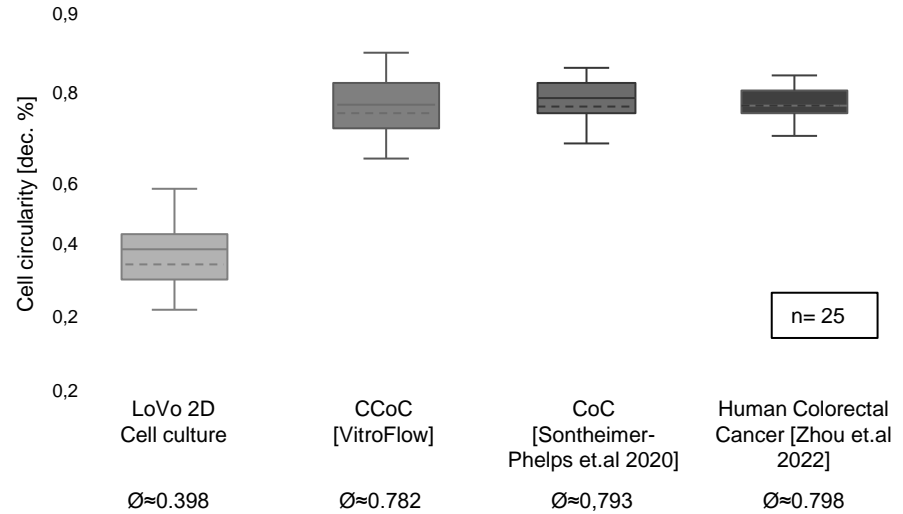 0,9
0,8
0,6
0,4
0,2
0,2
Cell circularity [dec. %]
n= 25
LoVo 2D
Cell culture
CCoC
[VitroFlow]
CoC
[Sontheimer-
Phelps et.al 2020]
Human Colorectal
Cancer [Zhou et.al
2022]
Ø≈0.398
Ø≈0.782
Ø≈0,793
Ø≈0.798